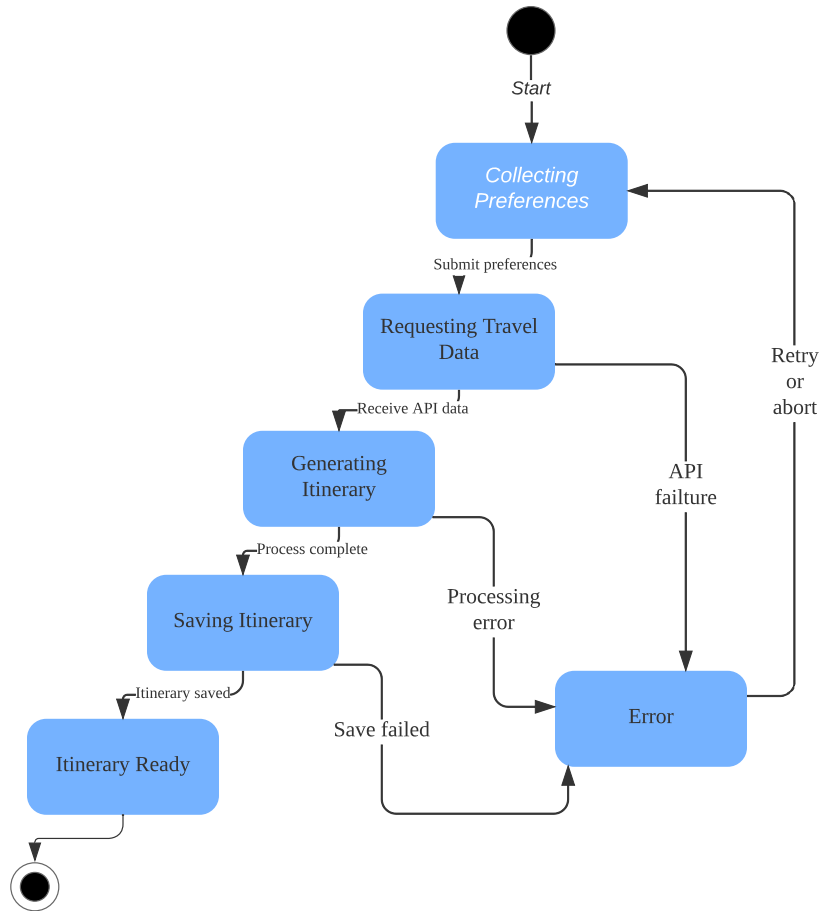 Start
Collecting
Preferences
Submit preferences
Requesting Travel
Data
Receive API data
Generating
Itinerary
Process complete
Saving Itinerary
Itinerary saved
Itinerary Ready
Retry
or
abort
API
failture
Processing
error
Save failed
Error